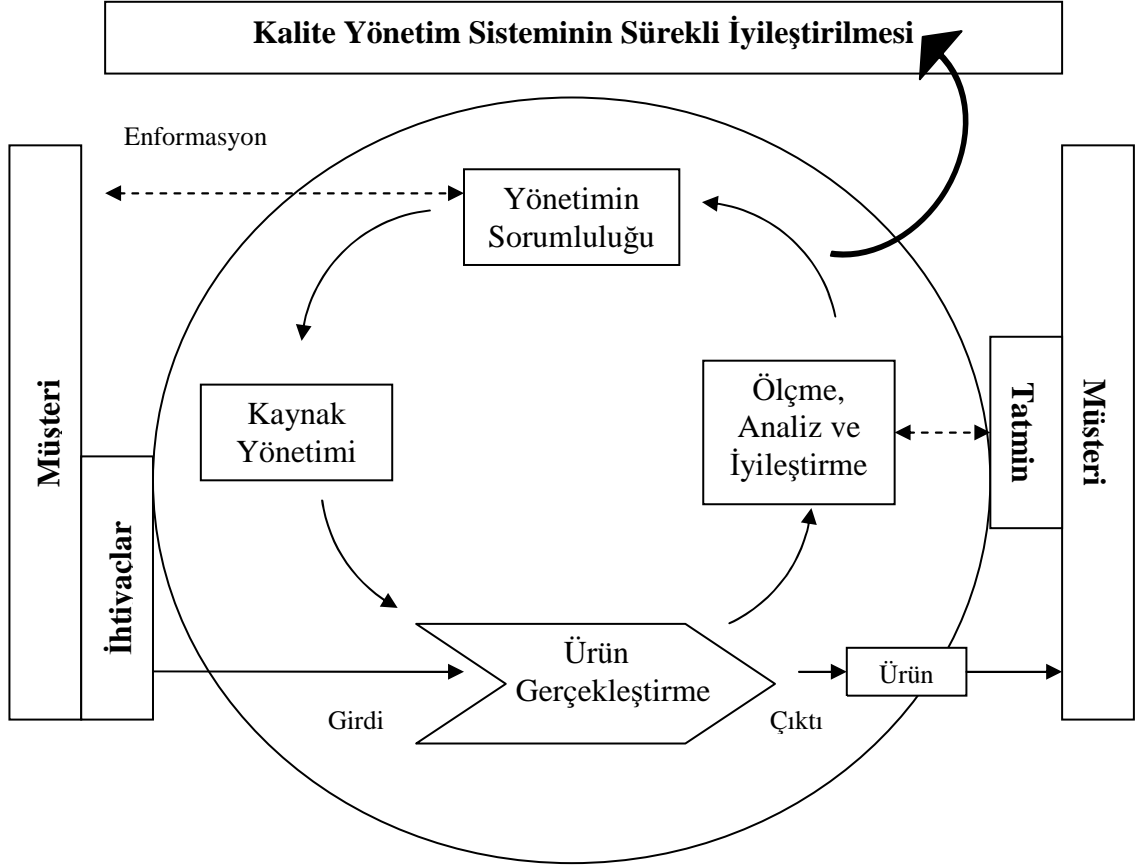 Kalite Yönetim Sisteminin Sürekli İyileştirilmesi
Enformasyon
Yönetimin
Sorumluluğu
Müşteri
İhtiyaçlar
Kaynak
Yönetimi
Ölçme,
Analiz ve
İyileştirme
Tatmin
Müşteri
Ürün
Gerçekleştirme
Girdi
Çıktı
Ürün